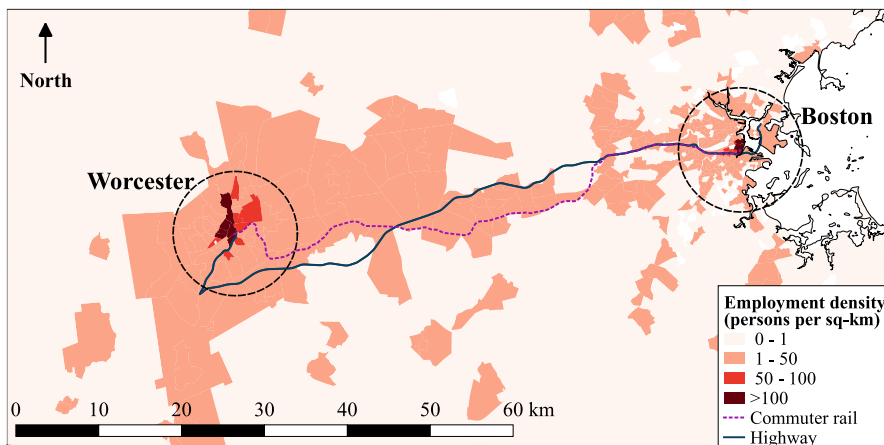 North
Boston
Worcester
Employment density
(persons per sq-km)
0 - 1
1 - 50
50 - 100
>100
Commuter rail
Highway
0 10 20 30 40 50 60 km